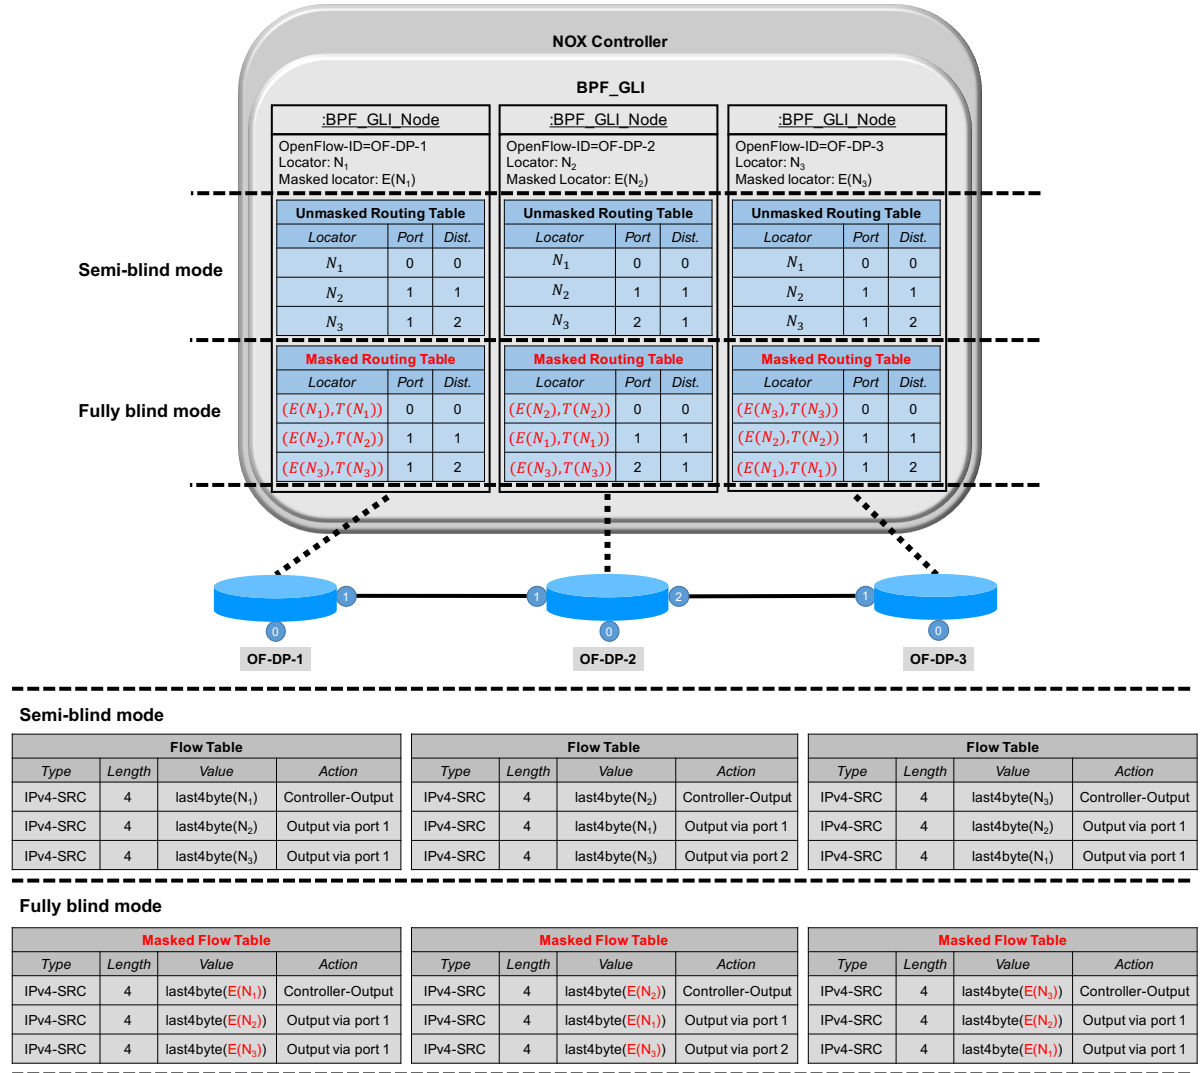 NOX Controller
BPF_GLI
:BPF_GLI_Node
OpenFlow-ID=OF-DP-1
Locator: N₁
Masked locator: E(N₁)
:BPF_GLI_Node
OpenFlow-ID=OF-DP-2
Locator: N₂
Masked Locator: E(N₂)
:BPF_GLI_Node
OpenFlow-ID=OF-DP-3
Locator: N₃
Masked locator: E(N₃)
Semi-blind mode
Unmasked Routing Table
Locator Port Dist.
N₁ 0 0
N₂ 1 1
N₃ 1 2
Unmasked Routing Table
Locator Port Dist.
N₁ 0 0
N₂ 1 1
N₃ 2 1
Unmasked Routing Table
Locator Port Dist.
N₁ 0 0
N₂ 1 1
N₃ 1 2
Fully blind mode
Masked Routing Table
Locator Port Dist.
(E(N₁),T(N₁)) 0 0
(E(N₂),T(N₂)) 1 1
(E(N₃),T(N₃)) 1 2
Masked Routing Table
Locator Port Dist.
(E(N₂),T(N₂)) 0 0
(E(N₁),T(N₁)) 1 1
(E(N₃),T(N₃)) 2 1
Masked Routing Table
Locator Port Dist.
(E(N₃),T(N₃)) 0 0
(E(N₂),T(N₂)) 1 1
(E(N₁),T(N₁)) 1 2
1 1 2 1
0 0 0
OF-DP-1 OF-DP-2 OF-DP-3
Semi-blind mode
Flow Table
Type Length Value Action
IPv4-SRC 4 last4byte(N₁) Controller-Output
IPv4-SRC 4 last4byte(N₂) Output via port 1
IPv4-SRC 4 last4byte(N₃) Output via port 1
Flow Table
Type Length Value Action
IPv4-SRC 4 last4byte(N₂) Controller-Output
IPv4-SRC 4 last4byte(N₁) Output via port 1
IPv4-SRC 4 last4byte(N₃) Output via port 2
Flow Table
Type Length Value Action
IPv4-SRC 4 last4byte(N₃) Controller-Output
IPv4-SRC 4 last4byte(N₂) Output via port 1
IPv4-SRC 4 last4byte(N₁) Output via port 1
Fully blind mode
Masked Flow Table
Type Length Value Action
IPv4-SRC 4 last4byte(E(N₁)) Controller-Output
IPv4-SRC 4 last4byte(E(N₂)) Output via port 1
IPv4-SRC 4 last4byte(E(N₃)) Output via port 1
Masked Flow Table
Type Length Value Action
IPv4-SRC 4 last4byte(E(N₂)) Controller-Output
IPv4-SRC 4 last4byte(E(N₁)) Output via port 1
IPv4-SRC 4 last4byte(E(N₃)) Output via port 2
Masked Flow Table
Type Length Value Action
IPv4-SRC 4 last4byte(E(N₃)) Controller-Output
IPv4-SRC 4 last4byte(E(N₂)) Output via port 1
IPv4-SRC 4 last4byte(E(N₁)) Output via port 1